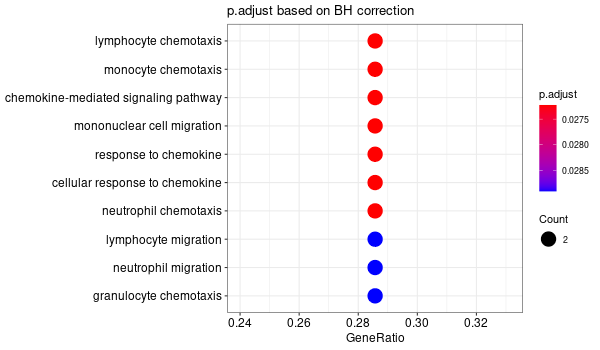 p.adjust based on BH correction
lymphocyte chemotaxis
monocyte chemotaxis
chemokine-mediated signaling pathway
mononuclear cell migration
response to chemokine
cellular response to chemokine
neutrophil chemotaxis
lymphocyte migration
neutrophil migration
granulocyte chemotaxis
0.24 0.26 0.28 0.30 0.32
GeneRatio
p.adjust
0.0275
0.0280
0.0285
Count
2